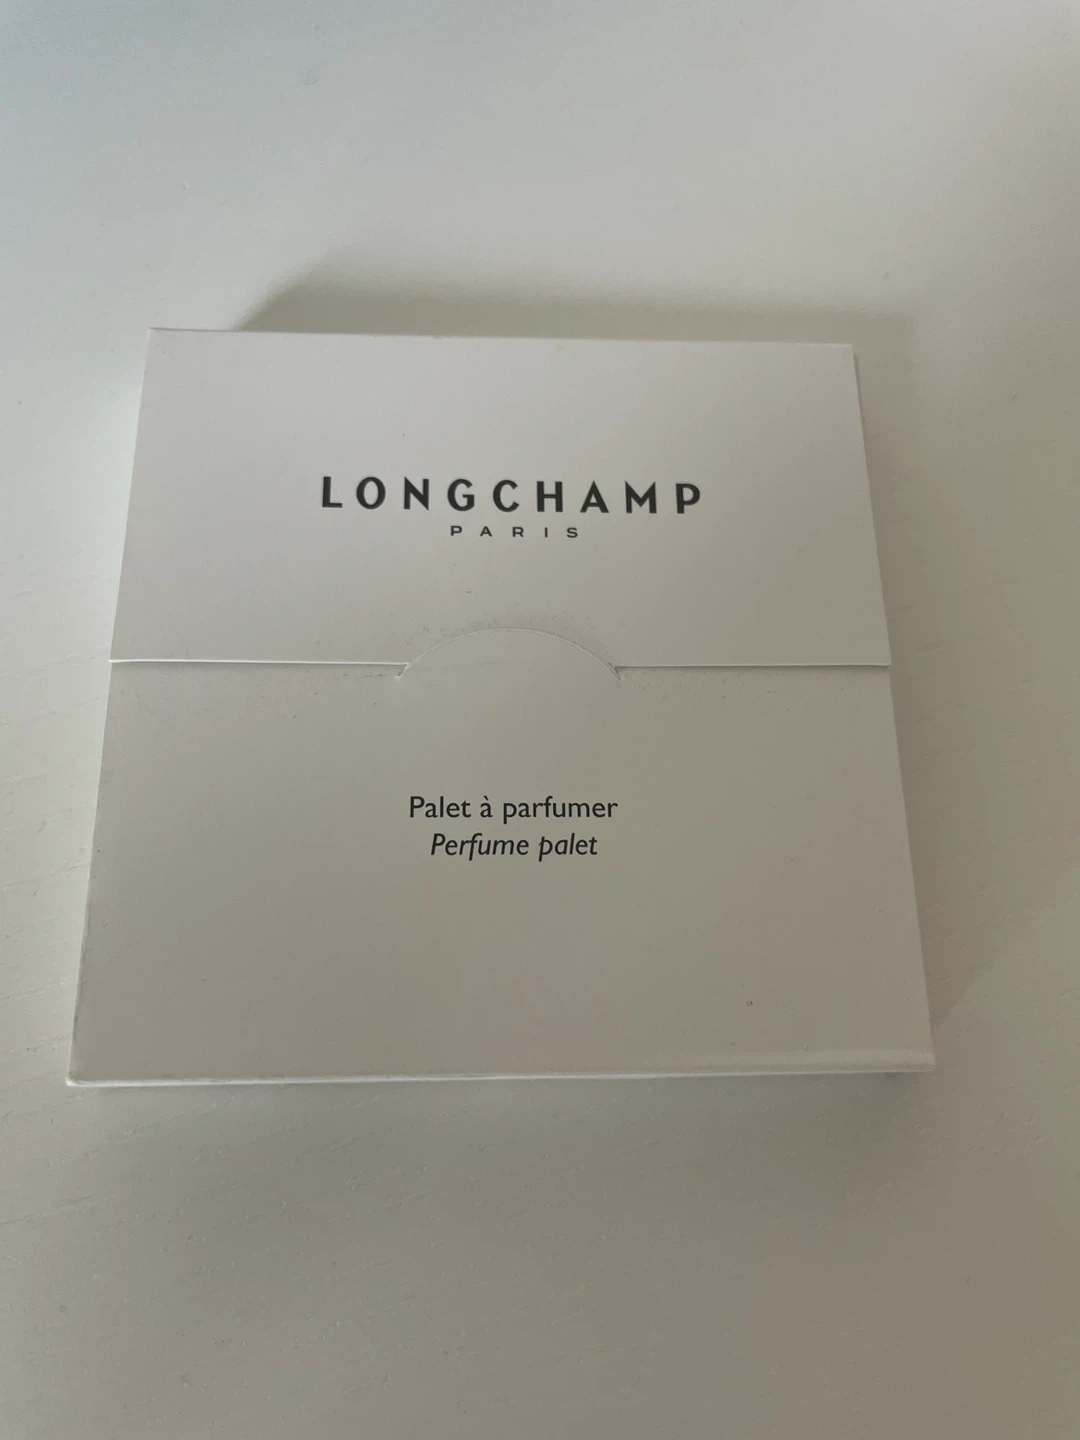 LONGCHAMP
PARIS
Palet à parfumer
Perfume palet